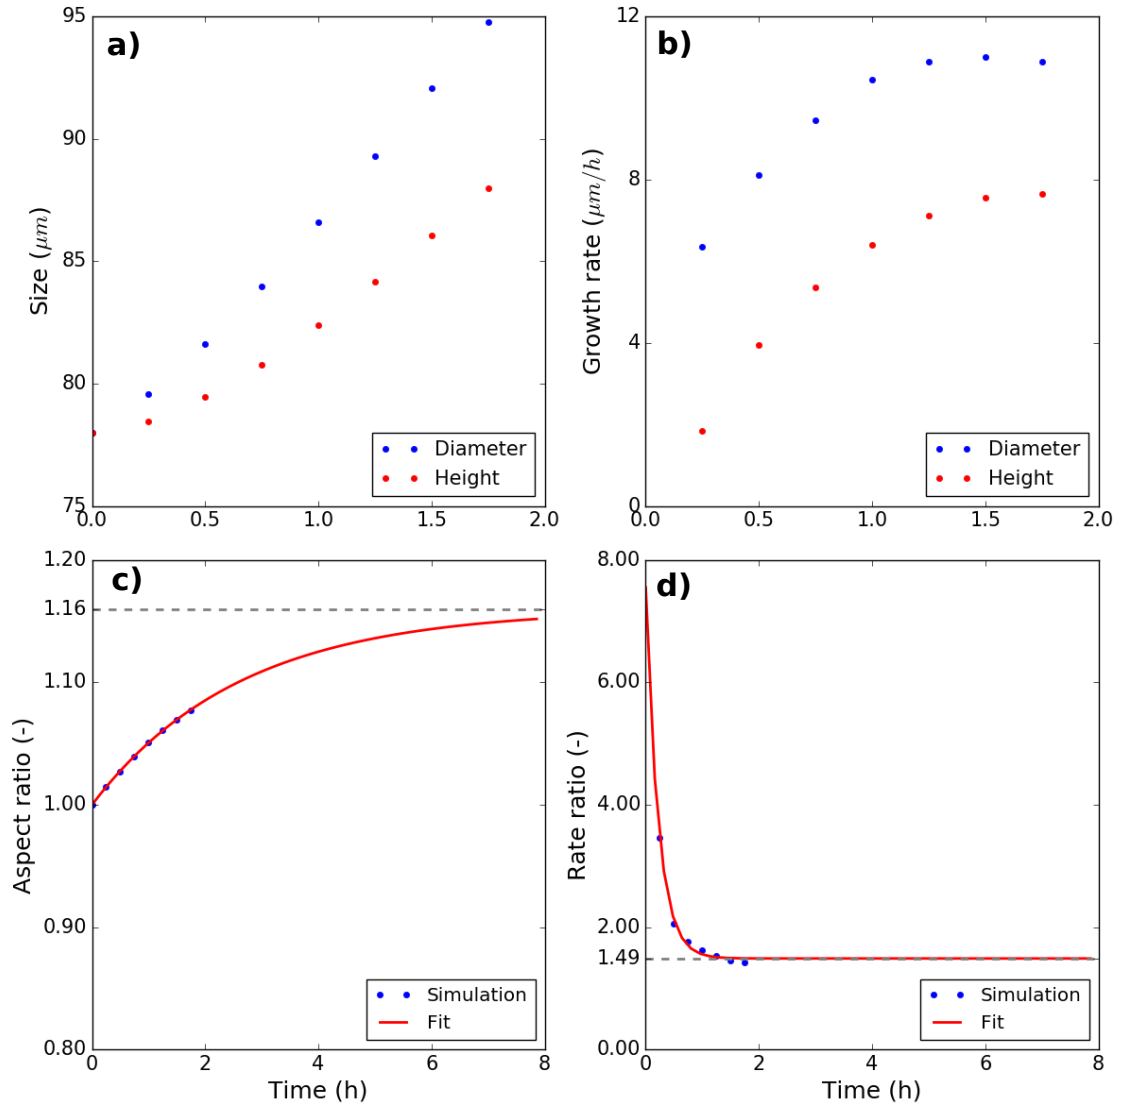 a)
95
90
85
80
75
Size (μm)
0.0 0.5 1.0 1.5 2.0
Diameter
Height
b)
12
8
4
0
Growth rate (μm/h)
0.0 0.5 1.0 1.5 2.0
Diameter
Height
c)
1.20
1.16
1.10
1.00
0.90
0.80
Aspect ratio (-)
0 2 4 6 8
Time (h)
Simulation
Fit
d)
8.00
6.00
4.00
2.00
1.49
0.00
Rate ratio (-)
0 2 4 6 8
Time (h)
Simulation
Fit